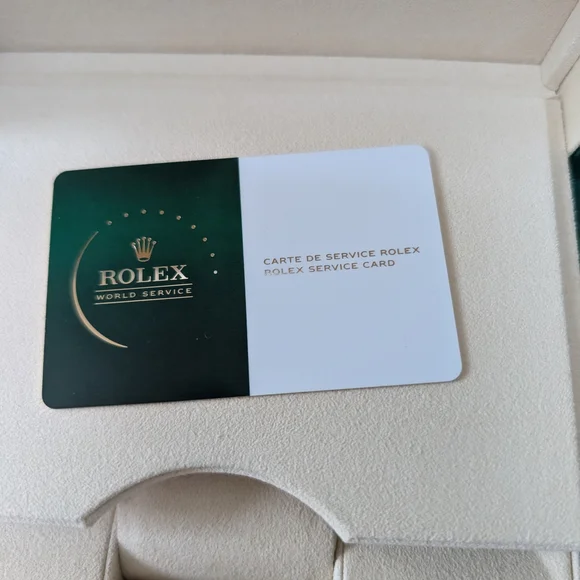 ROLEX
WORLD SERVICE
CARTE DE SERVICE ROLEX
ROLEX SERVICE CARD